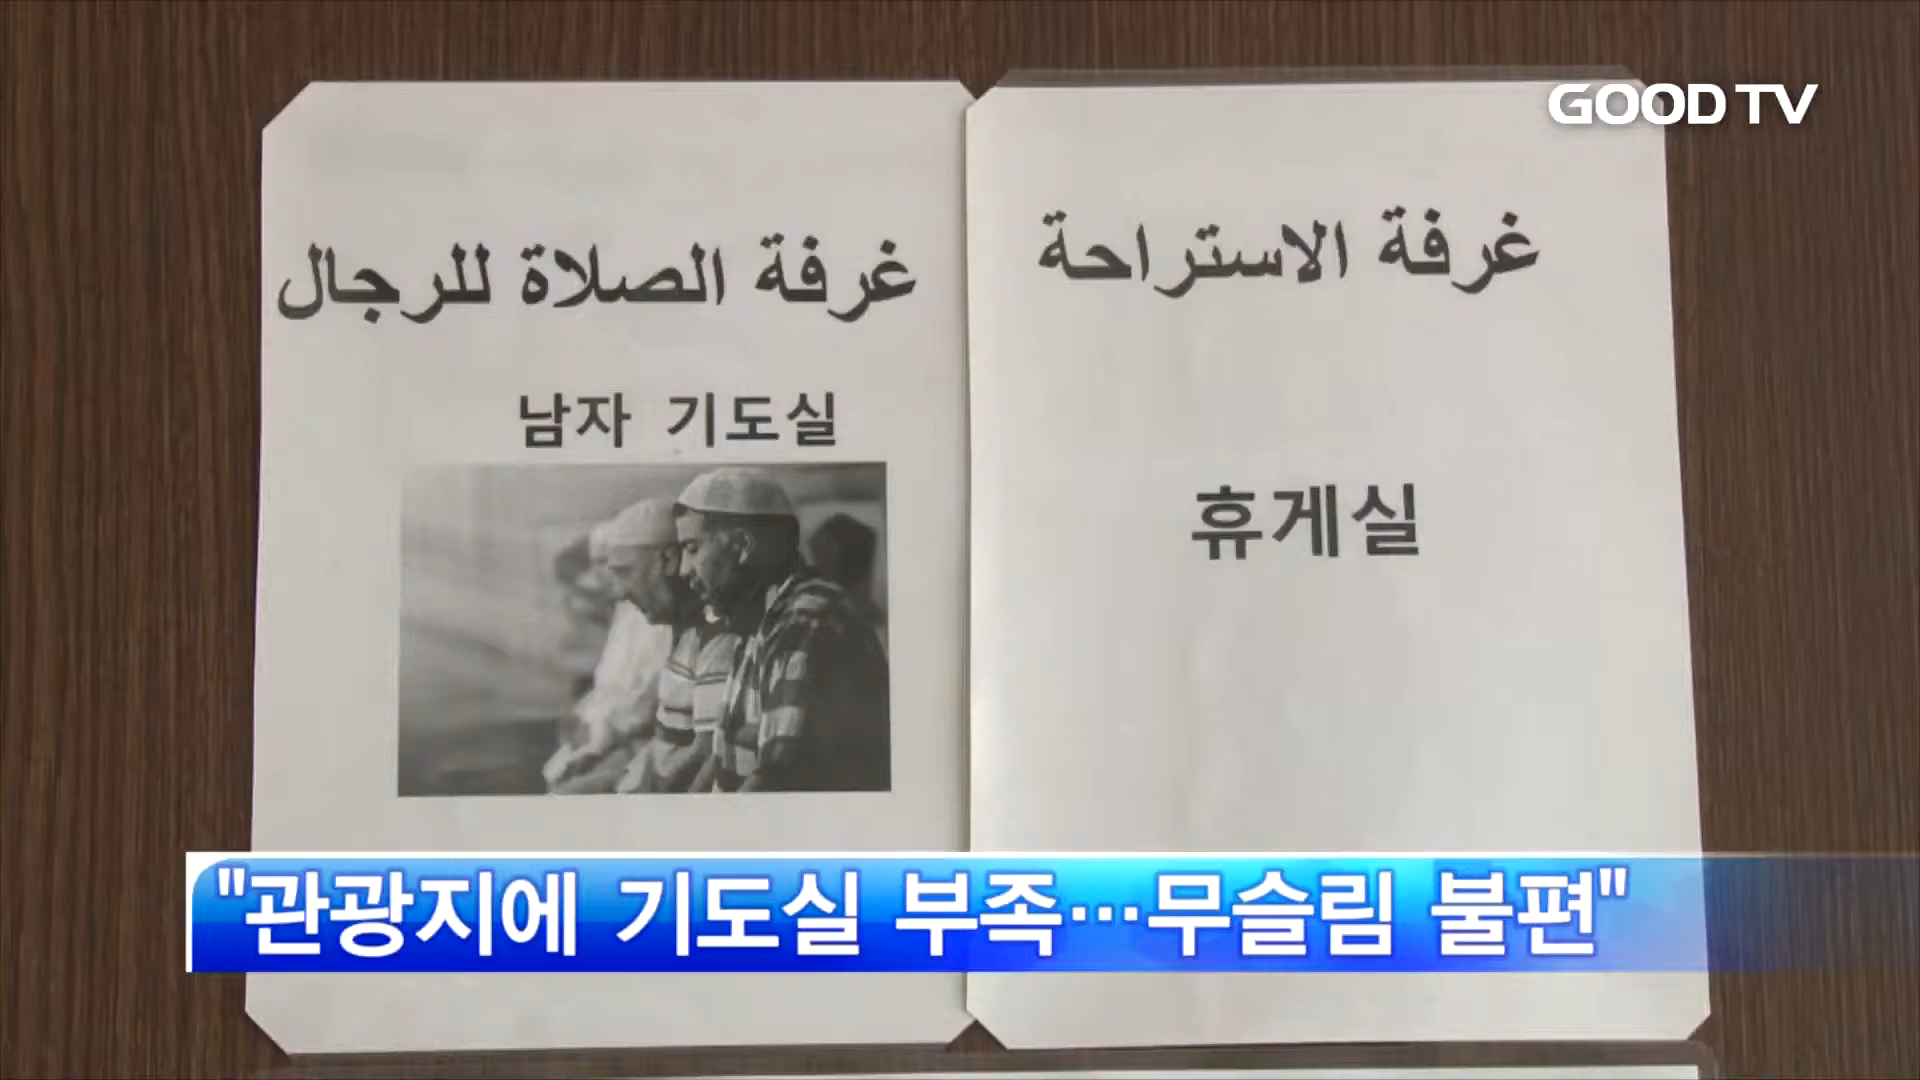 GOOD TV
غرفة الصلاة للرجال
남자 기도실
غرفة الاستراحة
휴게실
"관광지에 기도실 부족…무슬림 불편"